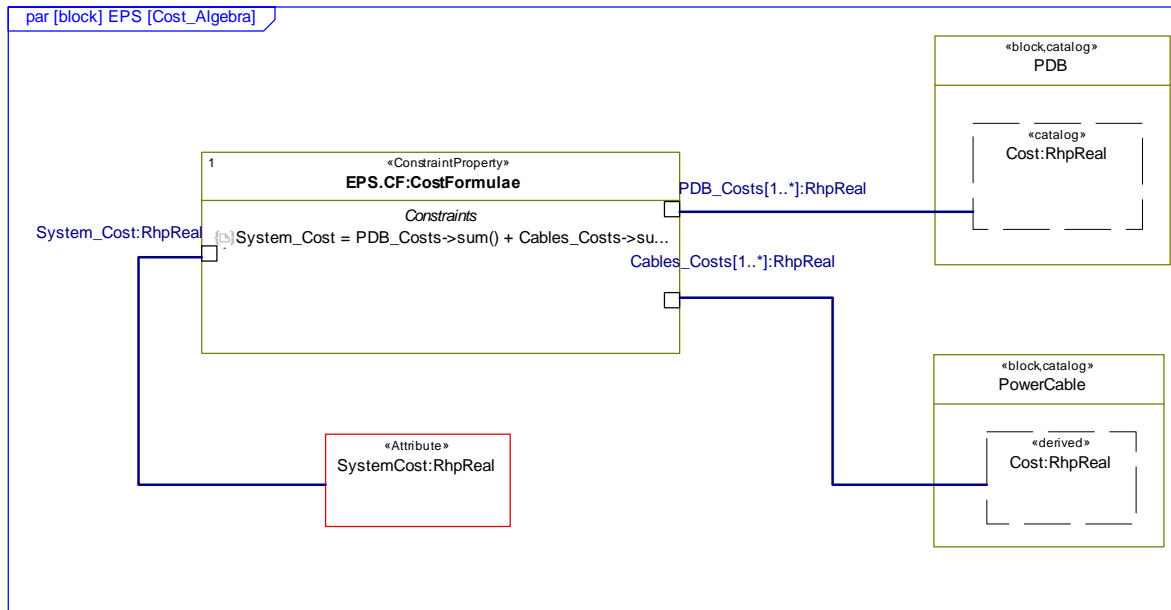 par [block] EPS [Cost_Algebra]
«block,catalog»
PDB
«catalog»
Cost:RhpReal
1
«ConstraintProperty»
EPS.CF:CostFormulae
PDB_Costs[1..*]:RhpReal
Constraints
System_Cost:RhpReal
System_Cost = PDB_Costs->sum() + Cables_Costs->su...
Cables_Costs[1..*]:RhpReal
«block,catalog»
PowerCable
«derived»
Cost:RhpReal
«Attribute»
SystemCost:RhpReal